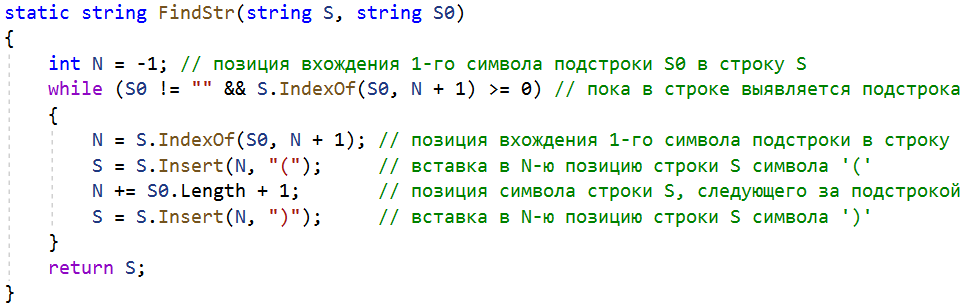 static string FindStr(string S, string S0)
{
int N = -1; // позиция вхождения 1-го символа подстроки S0 в строку S
while (S0 != "" && S.IndexOf(S0, N + 1) >= 0) // пока в строке выявляется подстрока
{
N = S.IndexOf(S0, N + 1); // позиция вхождения 1-го символа подстроки в строку
S = S.Insert(N, "("); // вставка в N-ю позицию строки S символа '('
N += S0.Length + 1; // позиция символа строки S, следующего за подстрокой
S = S.Insert(N, ")"); // вставка в N-ю позицию строки S символа ')'
}
return S;
}